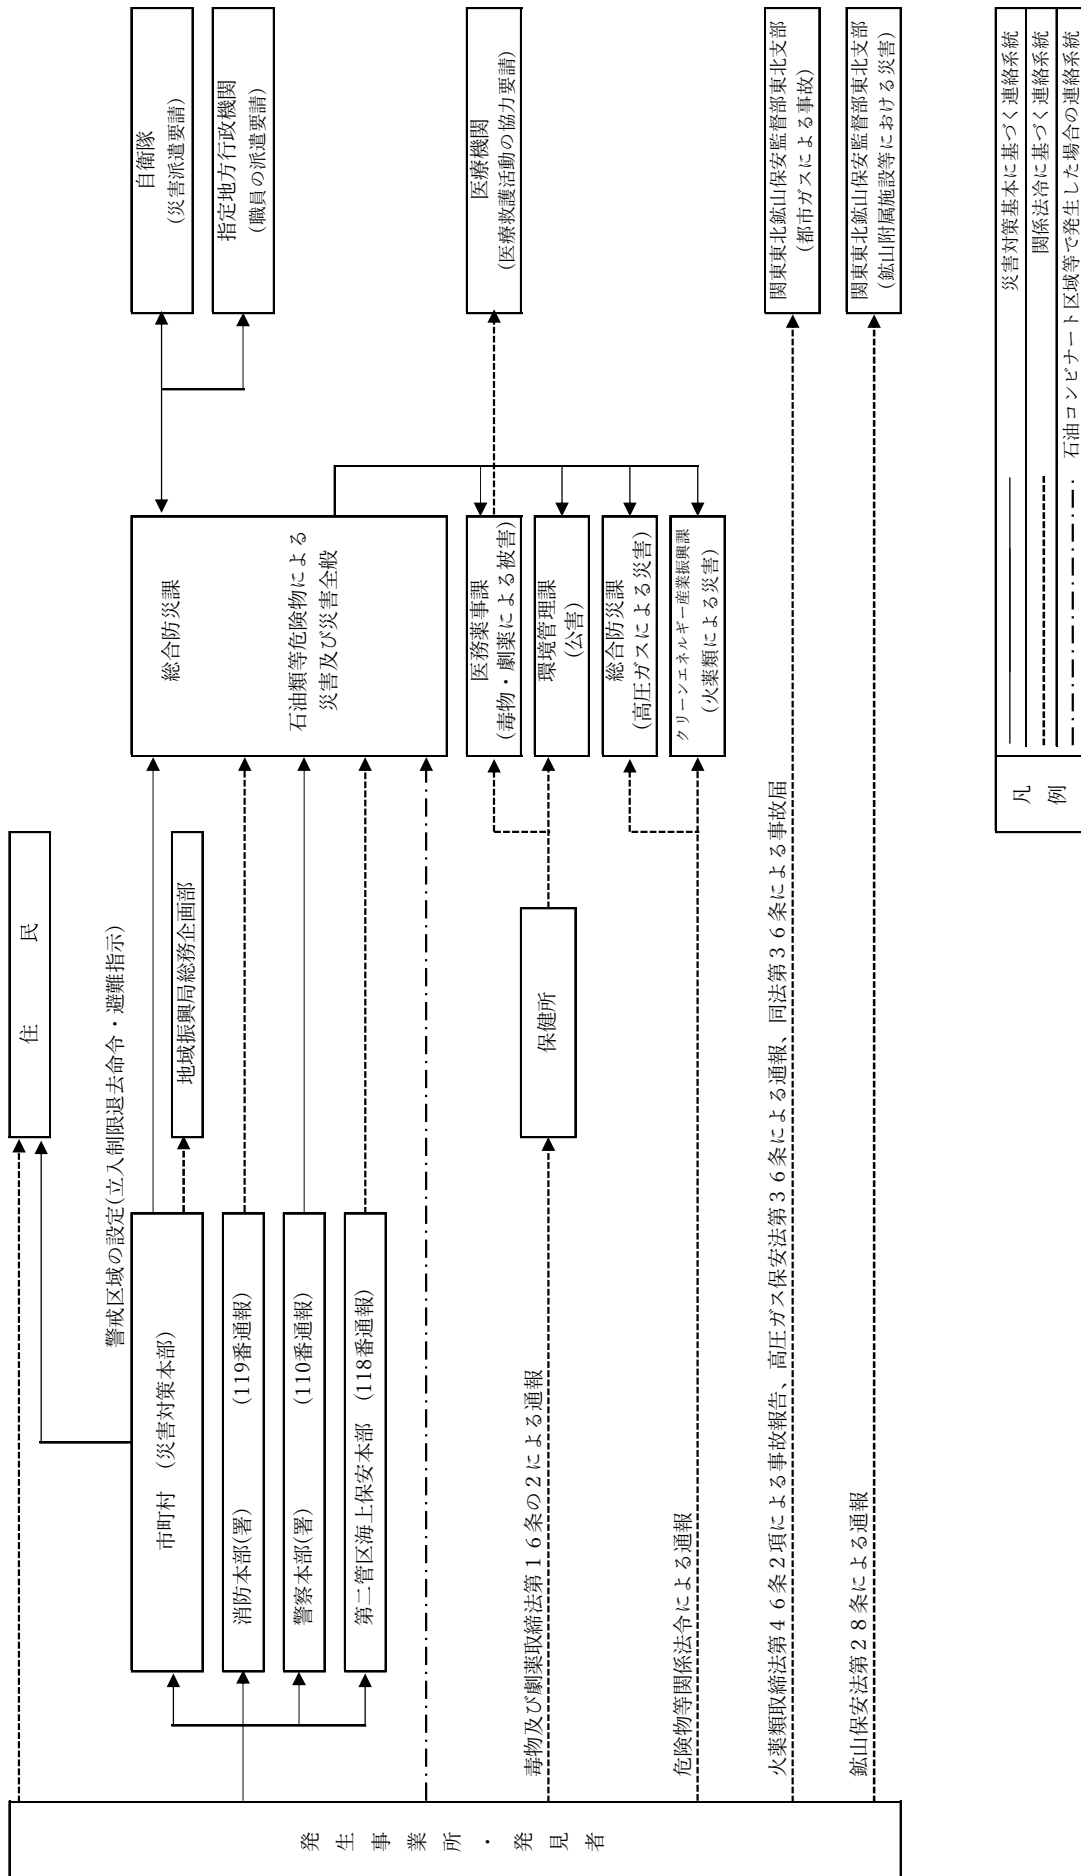 発生事業所・発見者
住　　民
警戒区域の設定(立入制限退去命令・避難指示)
市町村　(災害対策本部)
地域振興局総務企画部
消防本部(署)　　(119番通報)
警察本部(署)　　(110番通報)
第二管区海上保安本部　(118番通報)
毒物及び劇薬取締法第１６条の２による通報
保健所
危険物等関係法令による通報
火薬類取締法第４６条２項による事故報告、高圧ガス保安法第３６条による通報、同法第３６条による事故届
鉱山保安法第２８条による通報
総合防災課
石油類等危険物による
災害及び災害全般
医務薬事課
(毒物・劇薬による被害)
環境管理課
(公害)
総合防災課
(高圧ガスによる災害)
クリーンエネルギー産業振興課
(火薬類による災害)
自衛隊
(災害派遣要請)
指定地方行政機関
(職員の派遣要請)
医療機関
(医療救護活動の協力要請)
関東東北鉱山保安監督部東北支部
(都市ガスによる事故)
関東東北鉱山保安監督部東北支部
(鉱山附属施設等における災害)
凡
例
災害対策基本に基づく連絡系統
関係法冷に基づく連絡系統
石油コンビナート区域等で発生した場合の連絡系統